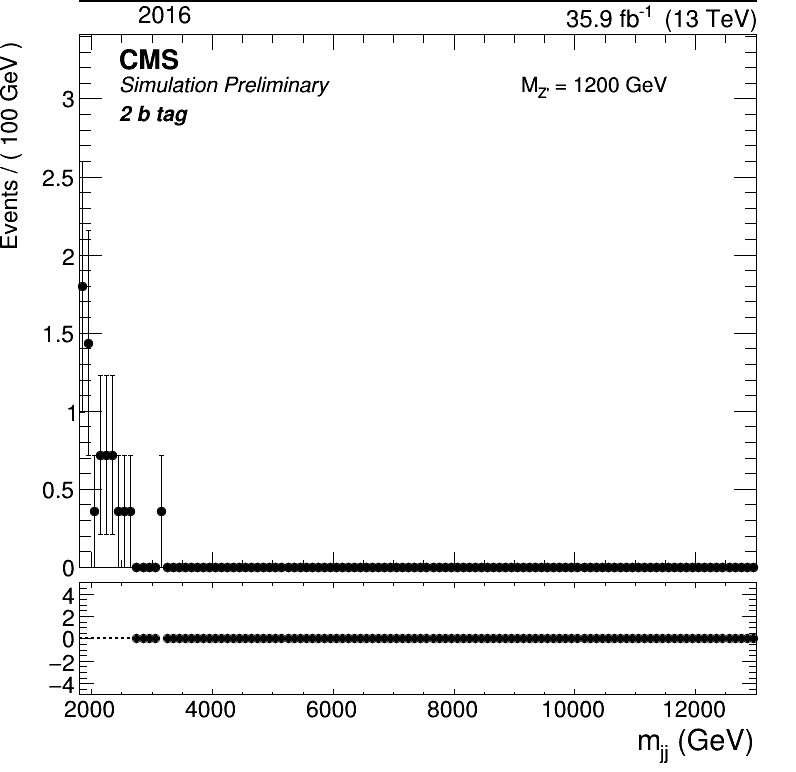 2016 35.9 fb⁻¹ (13 TeV)
CMS
Simulation Preliminary
M_Z' = 1200 GeV
2 b tag
Events / ( 100 GeV )
3
2.5
2
1.5
1
0.5
0
4
2
0
−2
−4
2000 4000 6000 8000 10000 12000
m_jj (GeV)